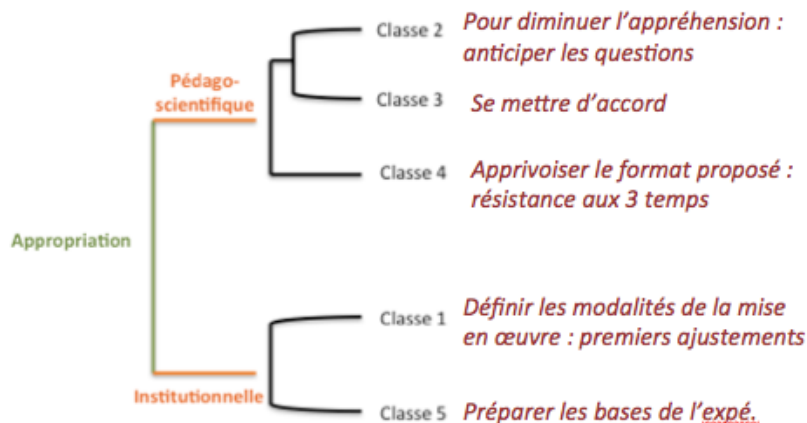 Classe 2 Pour diminuer l’appréhension :
anticiper les questions
Pédago-
scientifique
Classe 3 Se mettre d’accord
Classe 4 Apprivoiser le format proposé :
résistance aux 3 temps
Appropriation
Classe 1 Définir les modalités de la mise
en œuvre : premiers ajustements
Institutionnelle
Classe 5 Préparer les bases de l’expé.